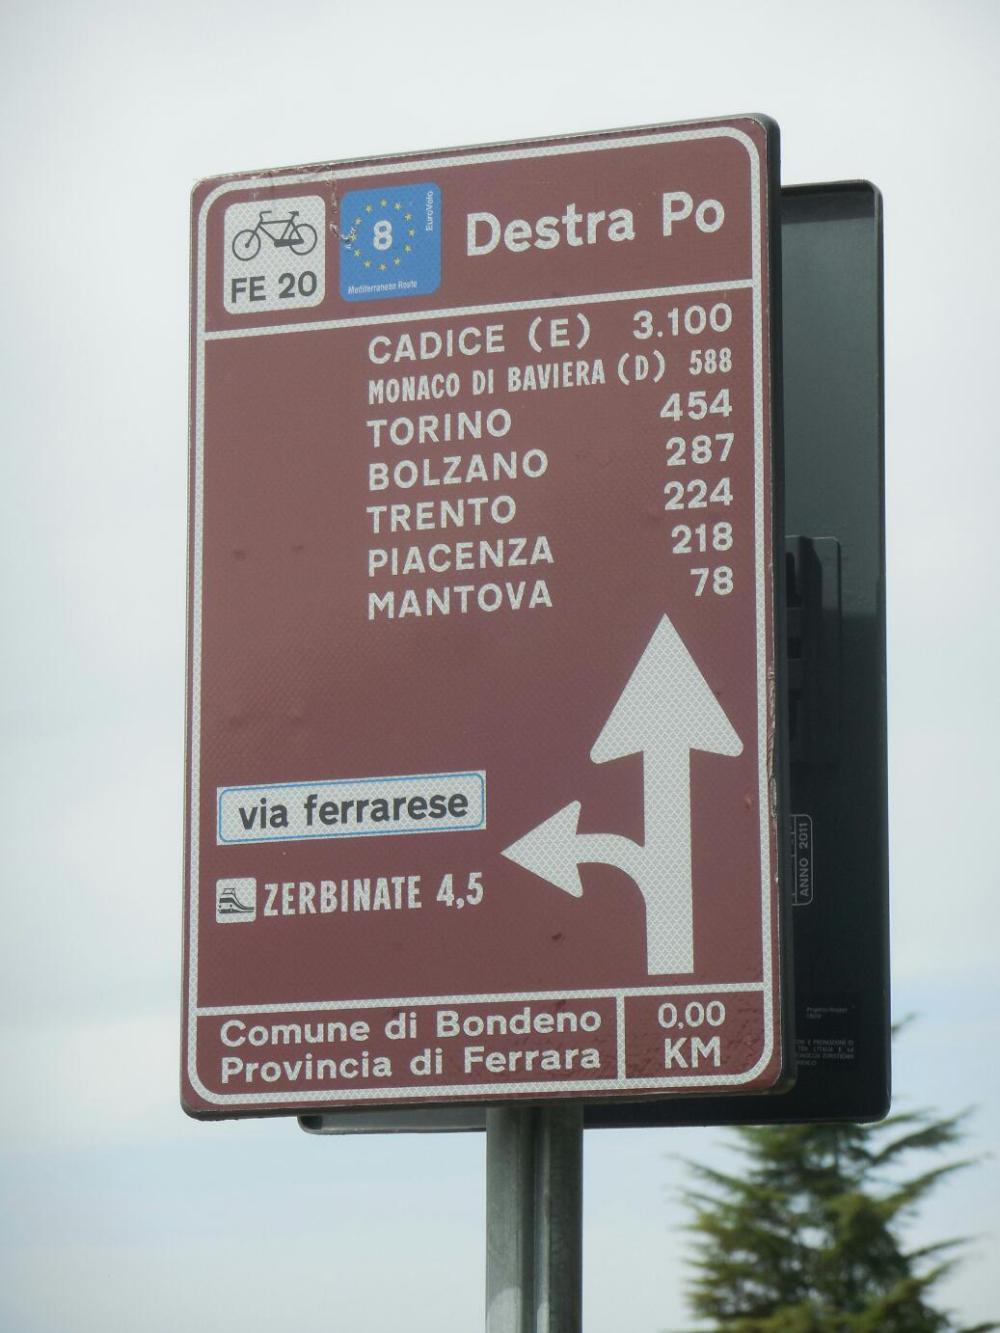 FE 20
8
EuroVelo
Mediterranean Route
Destra Po
CADICE (E) 3.100
MONACO DI BAVIERA (D) 588
TORINO 454
BOLZANO 287
TRENTO 224
PIACENZA 218
MANTOVA 78
via ferrarese
ZERBINATE 4,5
Comune di Bondeno
Provincia di Ferrara
0,00
KM
ANNO 2011